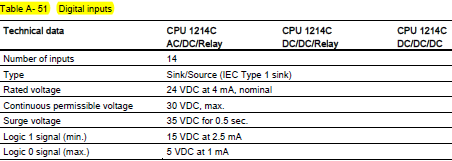 Table A- 51 Digital inputs
Technical data CPU 1214C AC/DC/Relay CPU 1214C DC/DC/Relay CPU 1214C DC/DC/DC
Number of inputs 14
Type Sink/Source (IEC Type 1 sink)
Rated voltage 24 VDC at 4 mA, nominal
Continuous permissible voltage 30 VDC, max.
Surge voltage 35 VDC for 0.5 sec.
Logic 1 signal (min.) 15 VDC at 2.5 mA
Logic 0 signal (max.) 5 VDC at 1 mA